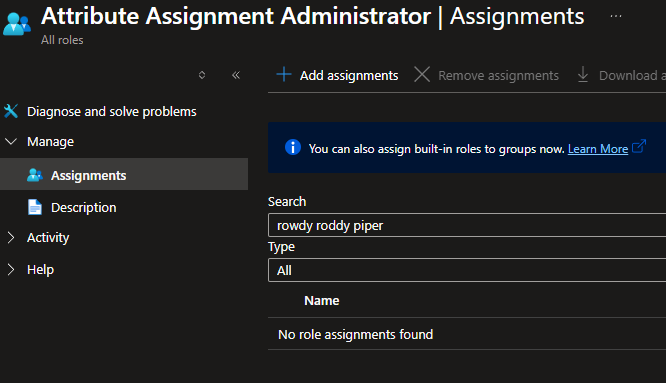 Attribute Assignment Administrator | Assignments ...
All roles
Add assignments Remove assignments Download a
Diagnose and solve problems
Manage
You can also assign built-in roles to groups now. Learn More
Assignments
Description
Search
rowdy roddy piper
Activity
Type
Help
All
Name
No role assignments found